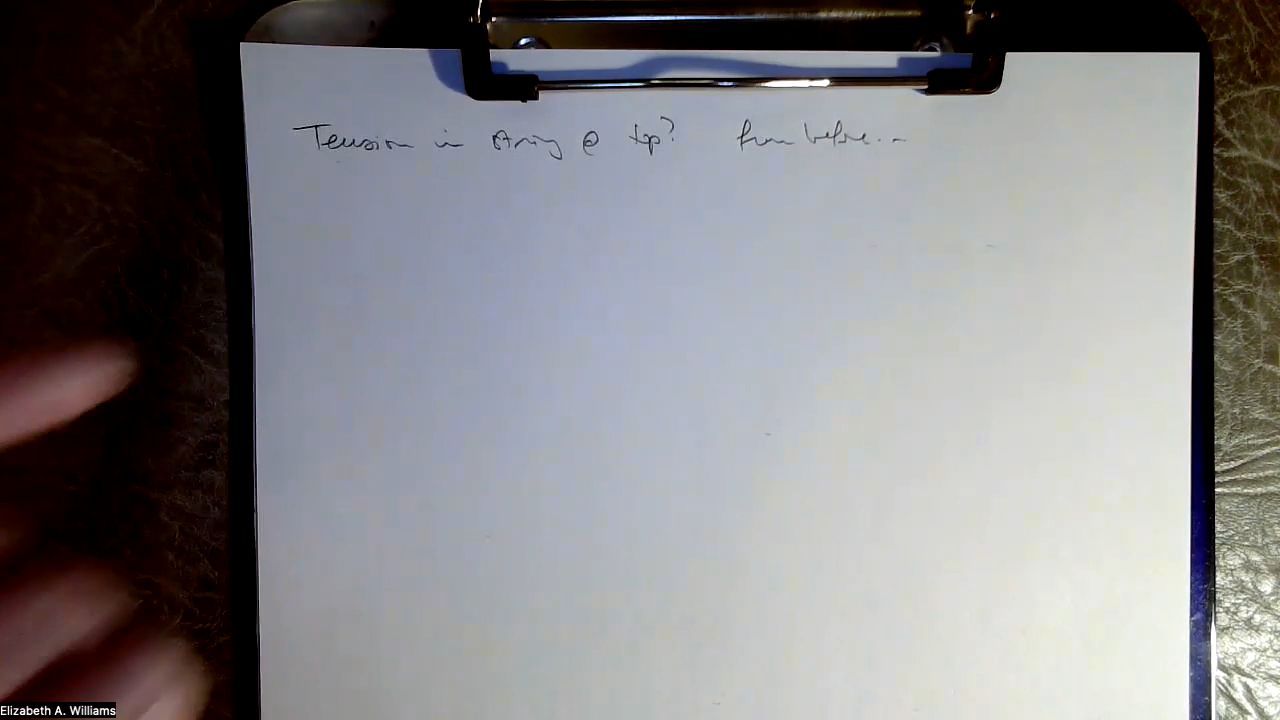 Tension in string @ top? from before...
Elizabeth A. Williams